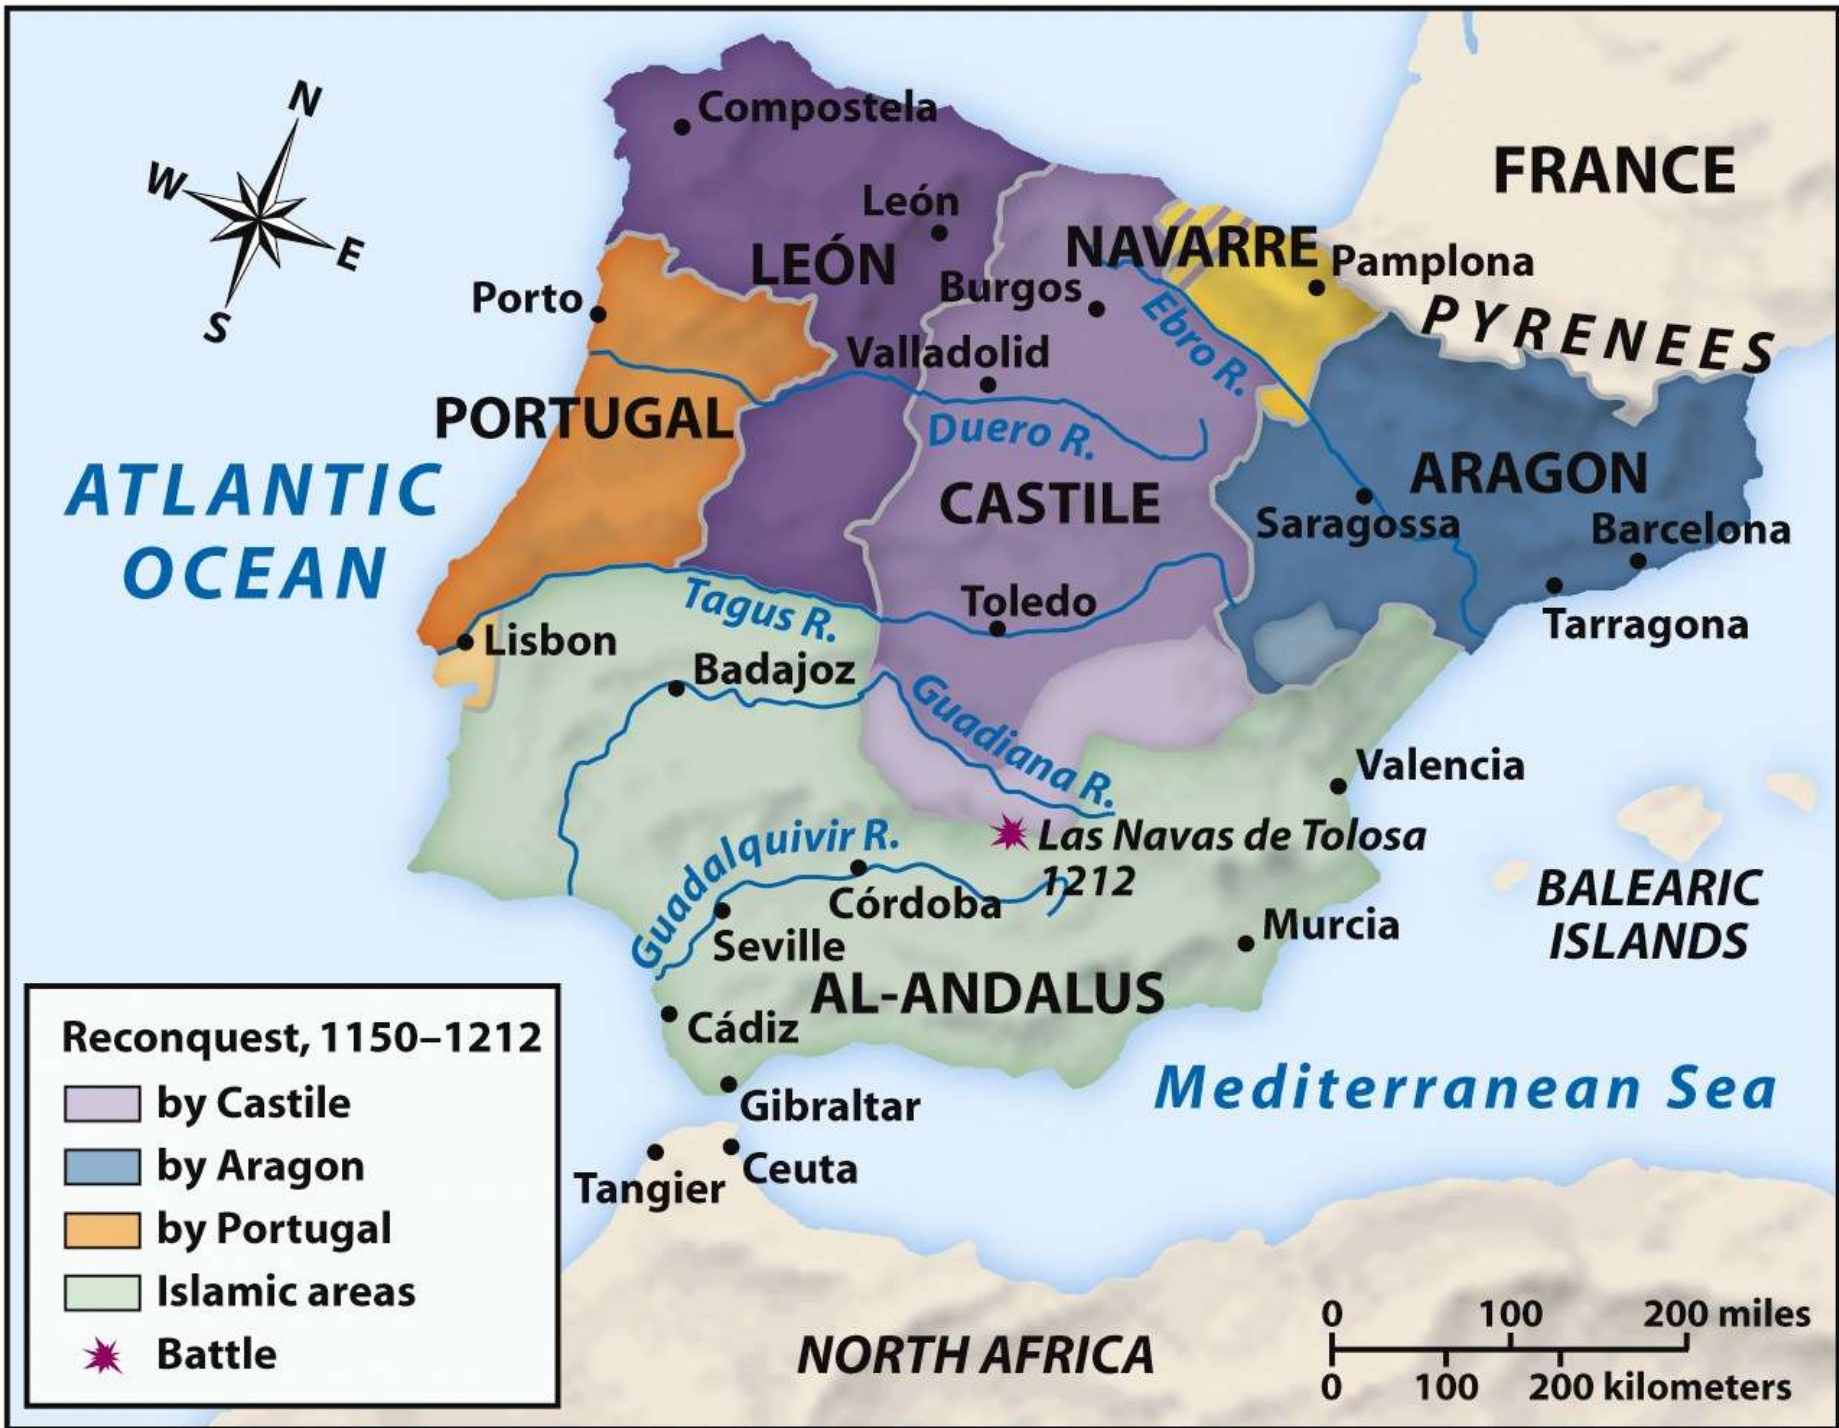 N
W
E
S
Compostela
FRANCE
León
LEÓN
NAVARRE
Pamplona
Burgos
Porto
Ebro R.
PYRENEES
Valladolid
PORTUGAL
Duero R.
ATLANTIC
OCEAN
CASTILE
ARAGON
Saragossa
Barcelona
Tagus R.
Toledo
Tarragona
Lisbon
Badajoz
Guadiana R.
Valencia
Guadalquivir R.
Las Navas de Tolosa
1212
Córdoba
BALEARIC
ISLANDS
Murcia
Seville
AL-ANDALUS
Cádiz
Mediterranean Sea
Gibraltar
Ceuta
Tangier
NORTH AFRICA
Reconquest, 1150–1212
by Castile
by Aragon
by Portugal
Islamic areas
Battle
0 100 200 miles
0 100 200 kilometers